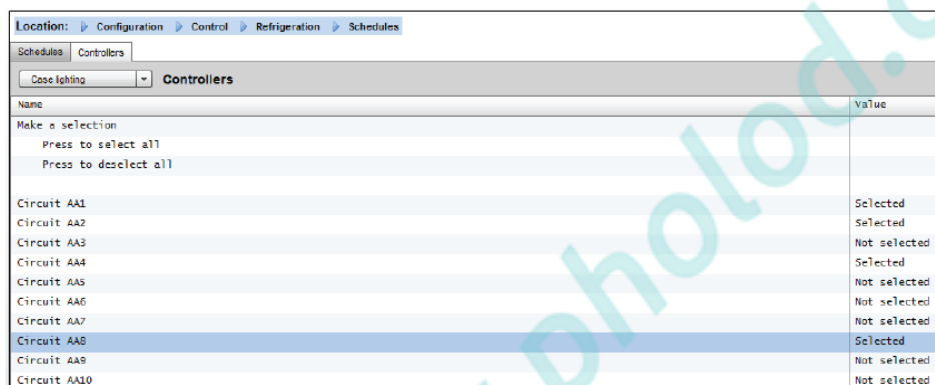 Location: Configuration Control Refrigeration Schedules
Schedules Controllers
Case lighting Controllers
Name Value
Make a selection
Press to select all
Press to deselect all
Circuit AA1 Selected
Circuit AA2 Selected
Circuit AA3 Not selected
Circuit AA4 Selected
Circuit AA5 Not selected
Circuit AA6 Not selected
Circuit AA7 Not selected
Circuit AA8 Selected
Circuit AA9 Not selected
Circuit AA10 Not selected
pholod.